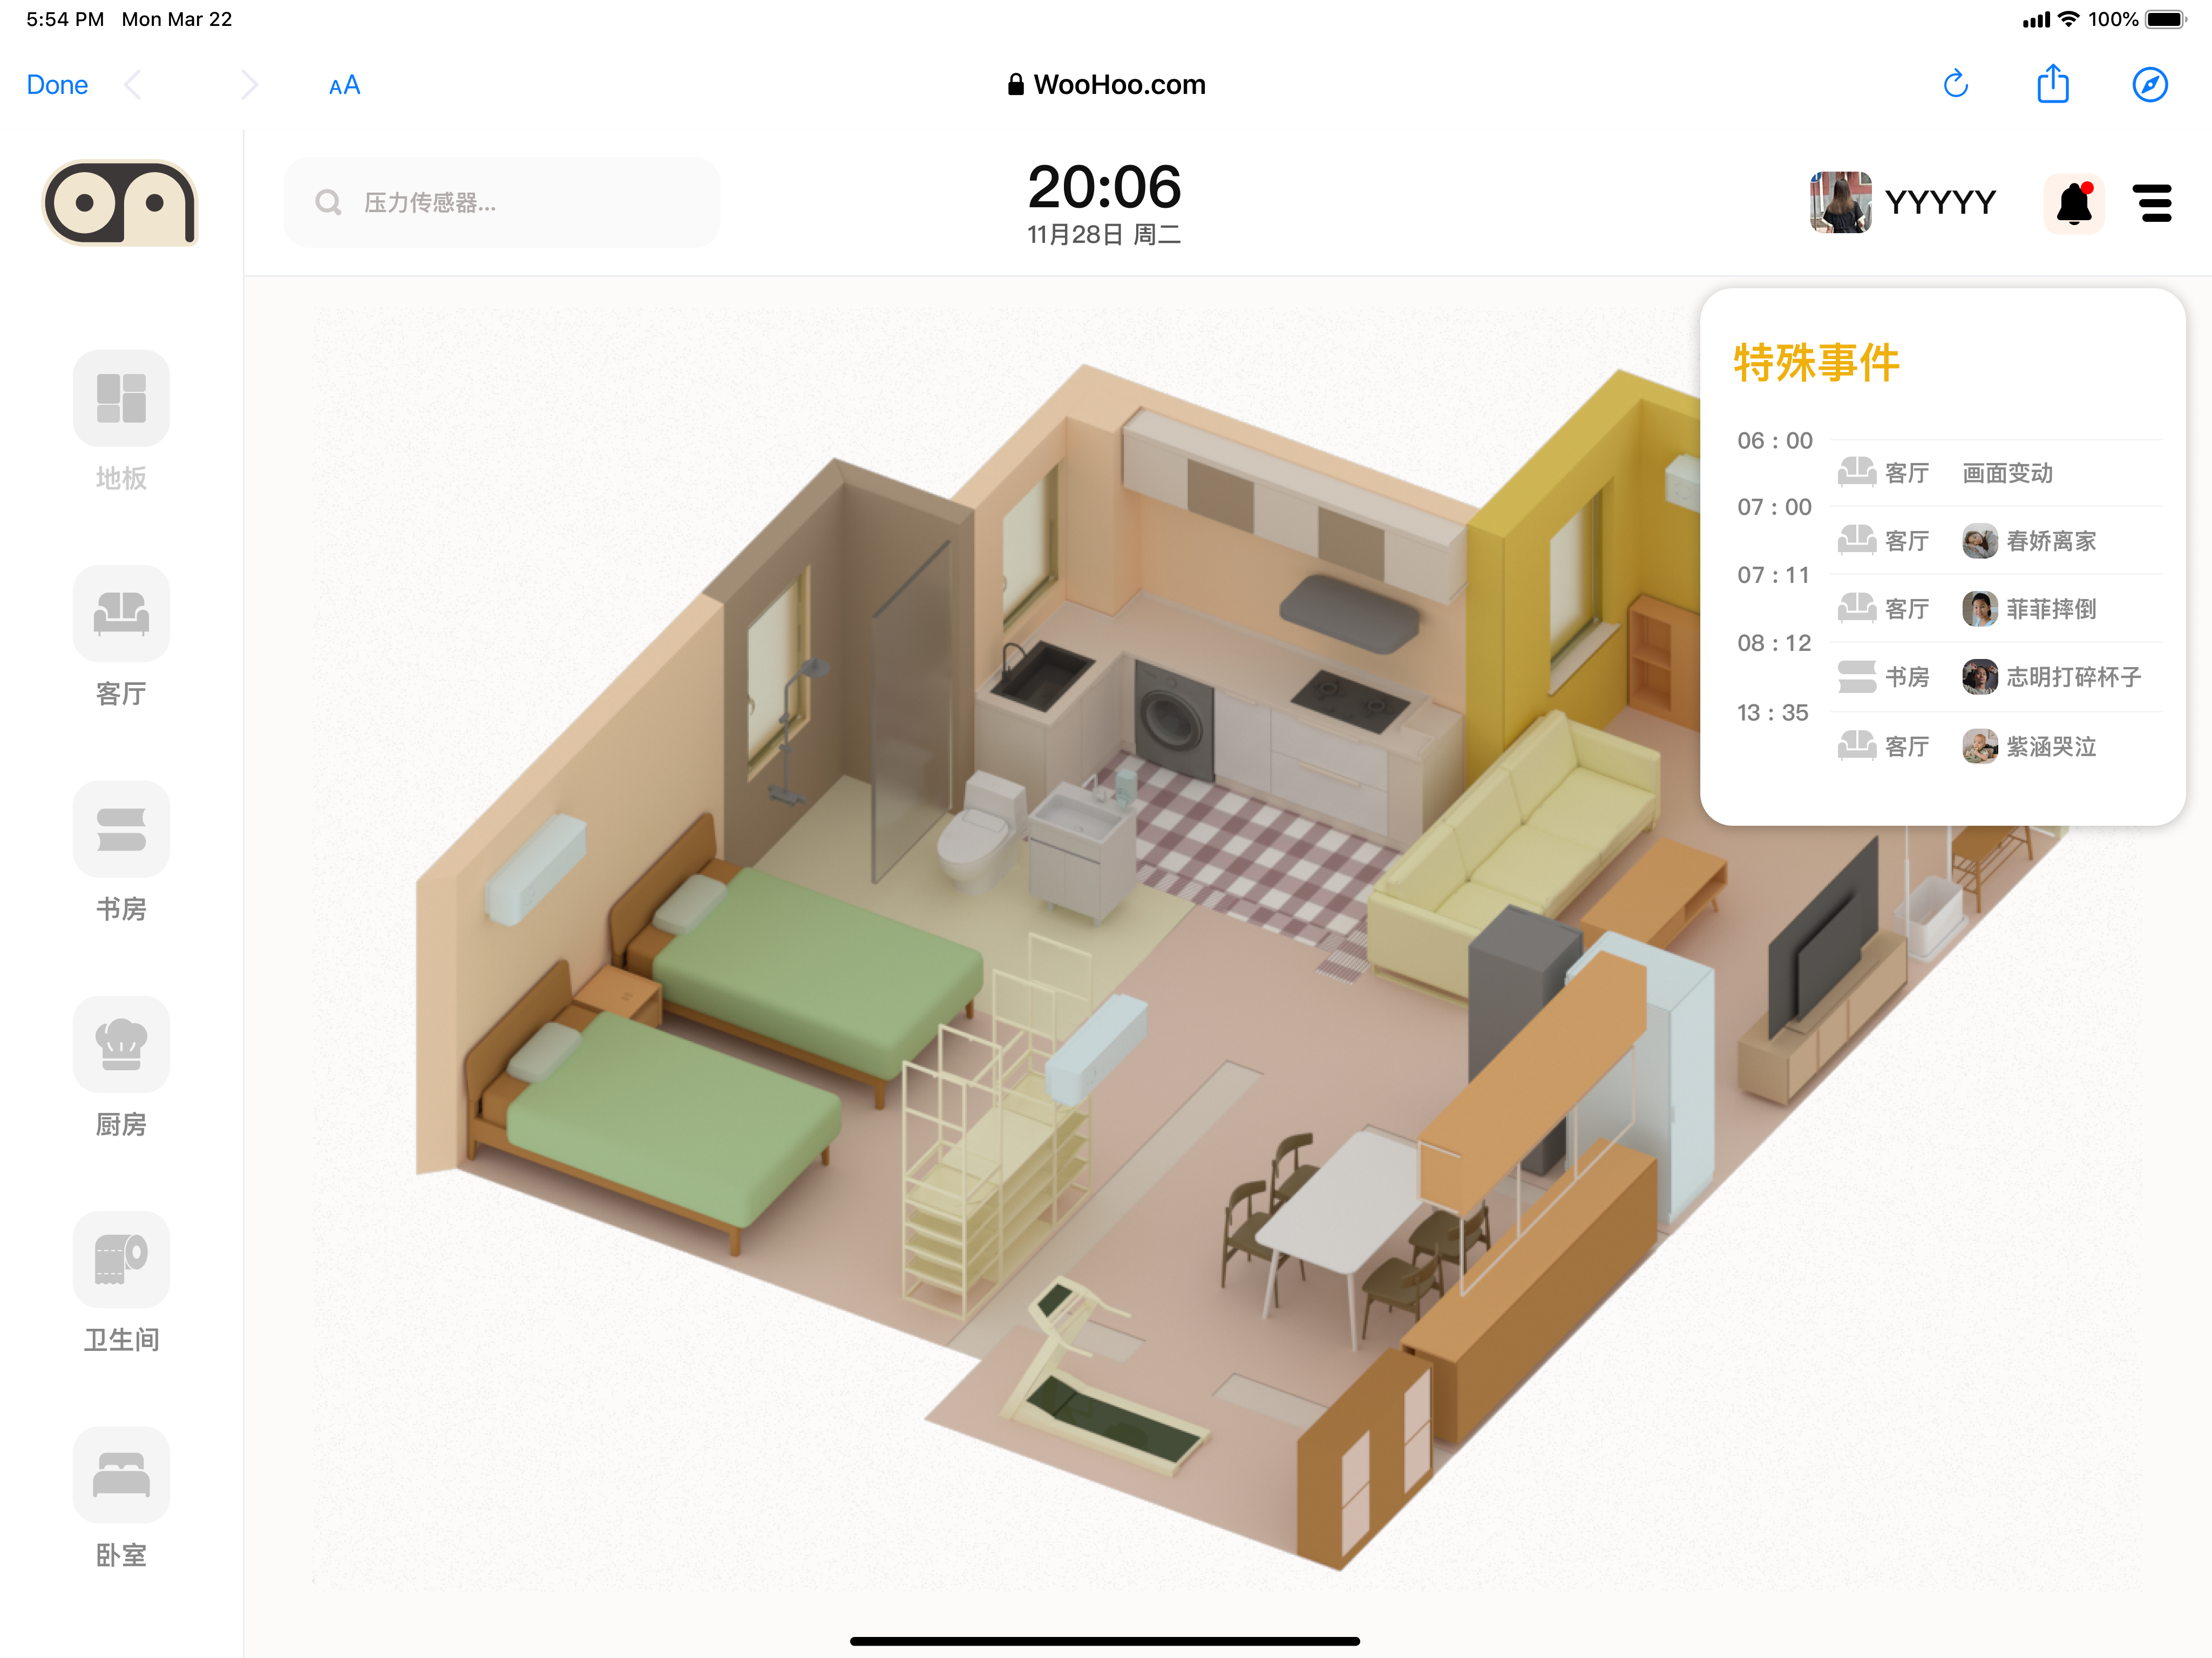 5:54 PM Mon Mar 22
100%
Done
AA
WooHoo.com
压力传感器...
20:06
11月28日 周二
YYYYY
地板
客厅
书房
厨房
卫生间
卧室
特殊事件
06 : 00
客厅 画面变动
07 : 00
客厅 春娇离家
07 : 11
客厅 菲菲摔倒
08 : 12
书房 志明打碎杯子
13 : 35
客厅 紫涵哭泣